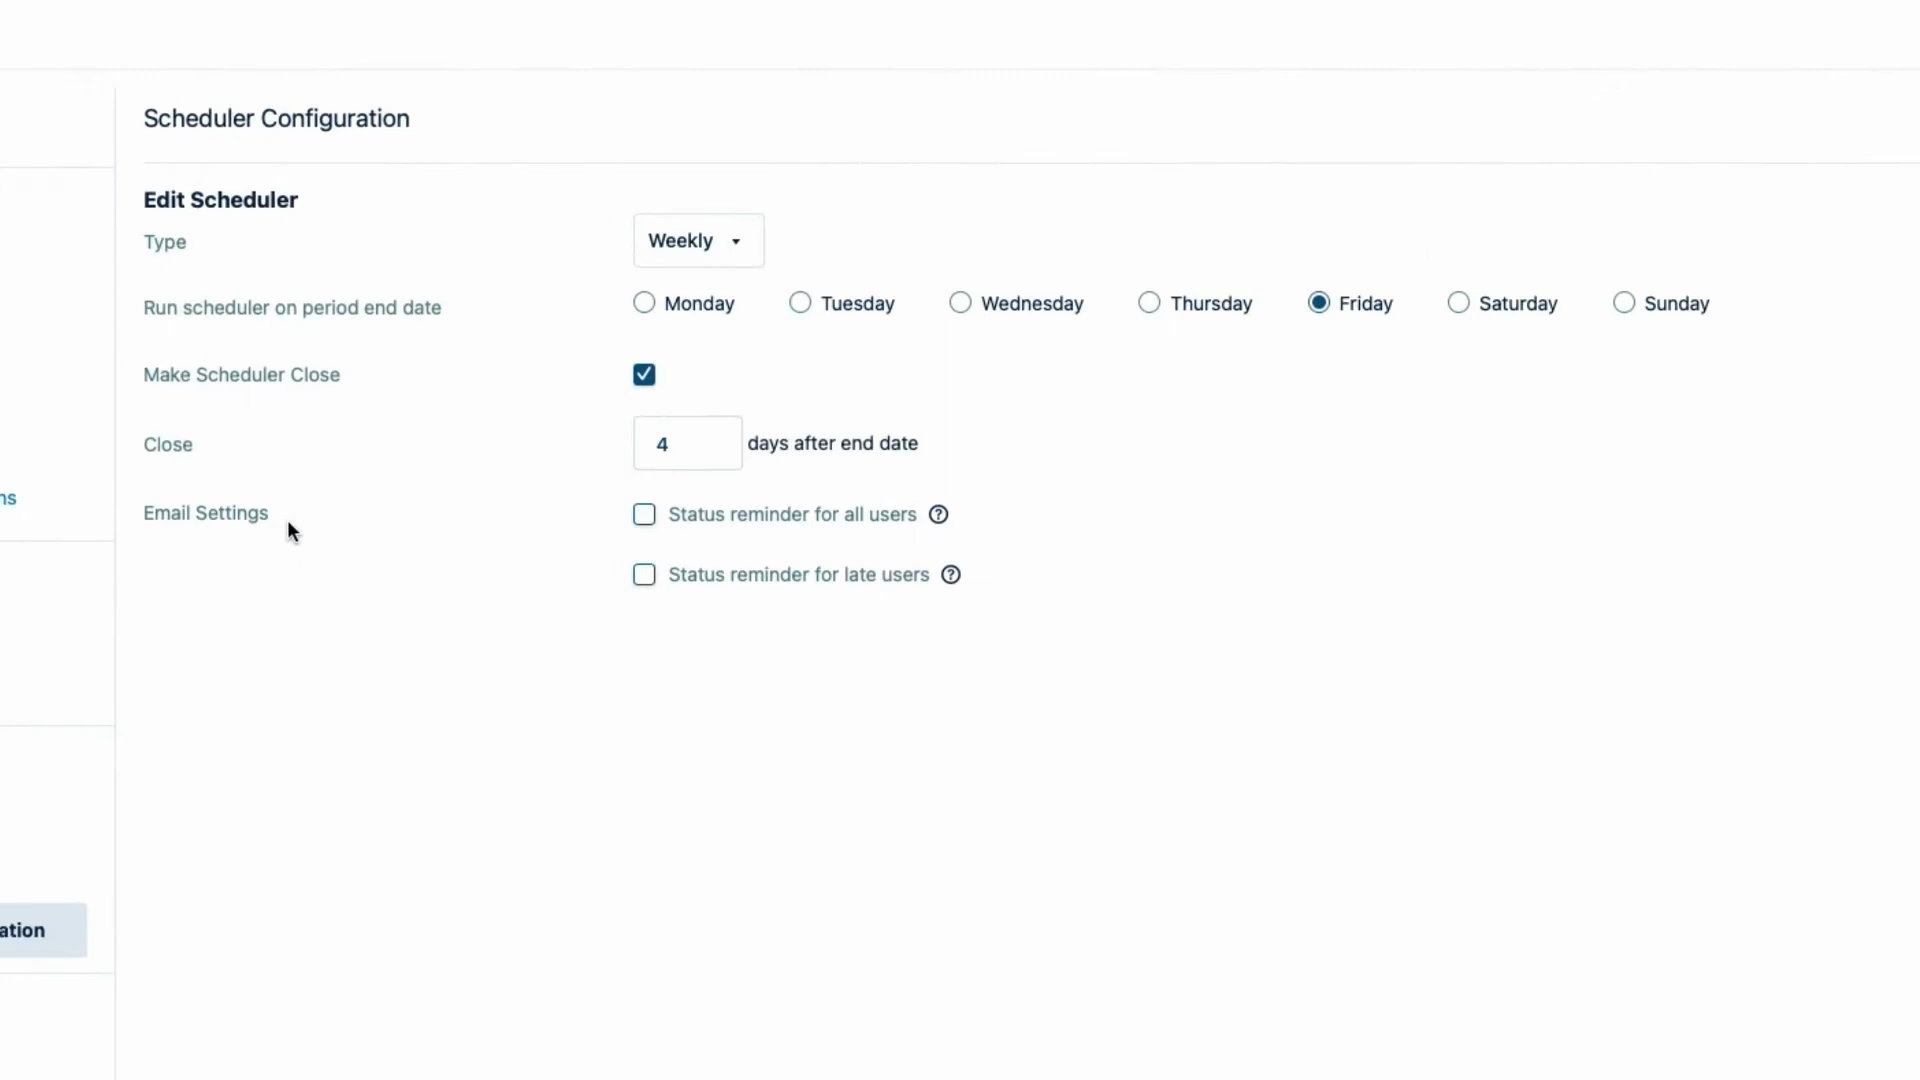 Scheduler Configuration
Edit Scheduler
Type
Weekly
Run scheduler on period end date
Monday Tuesday Wednesday Thursday Friday Saturday Sunday
Make Scheduler Close
Close
4 days after end date
ns
Email Settings
Status reminder for all users ?
Status reminder for late users ?
ation